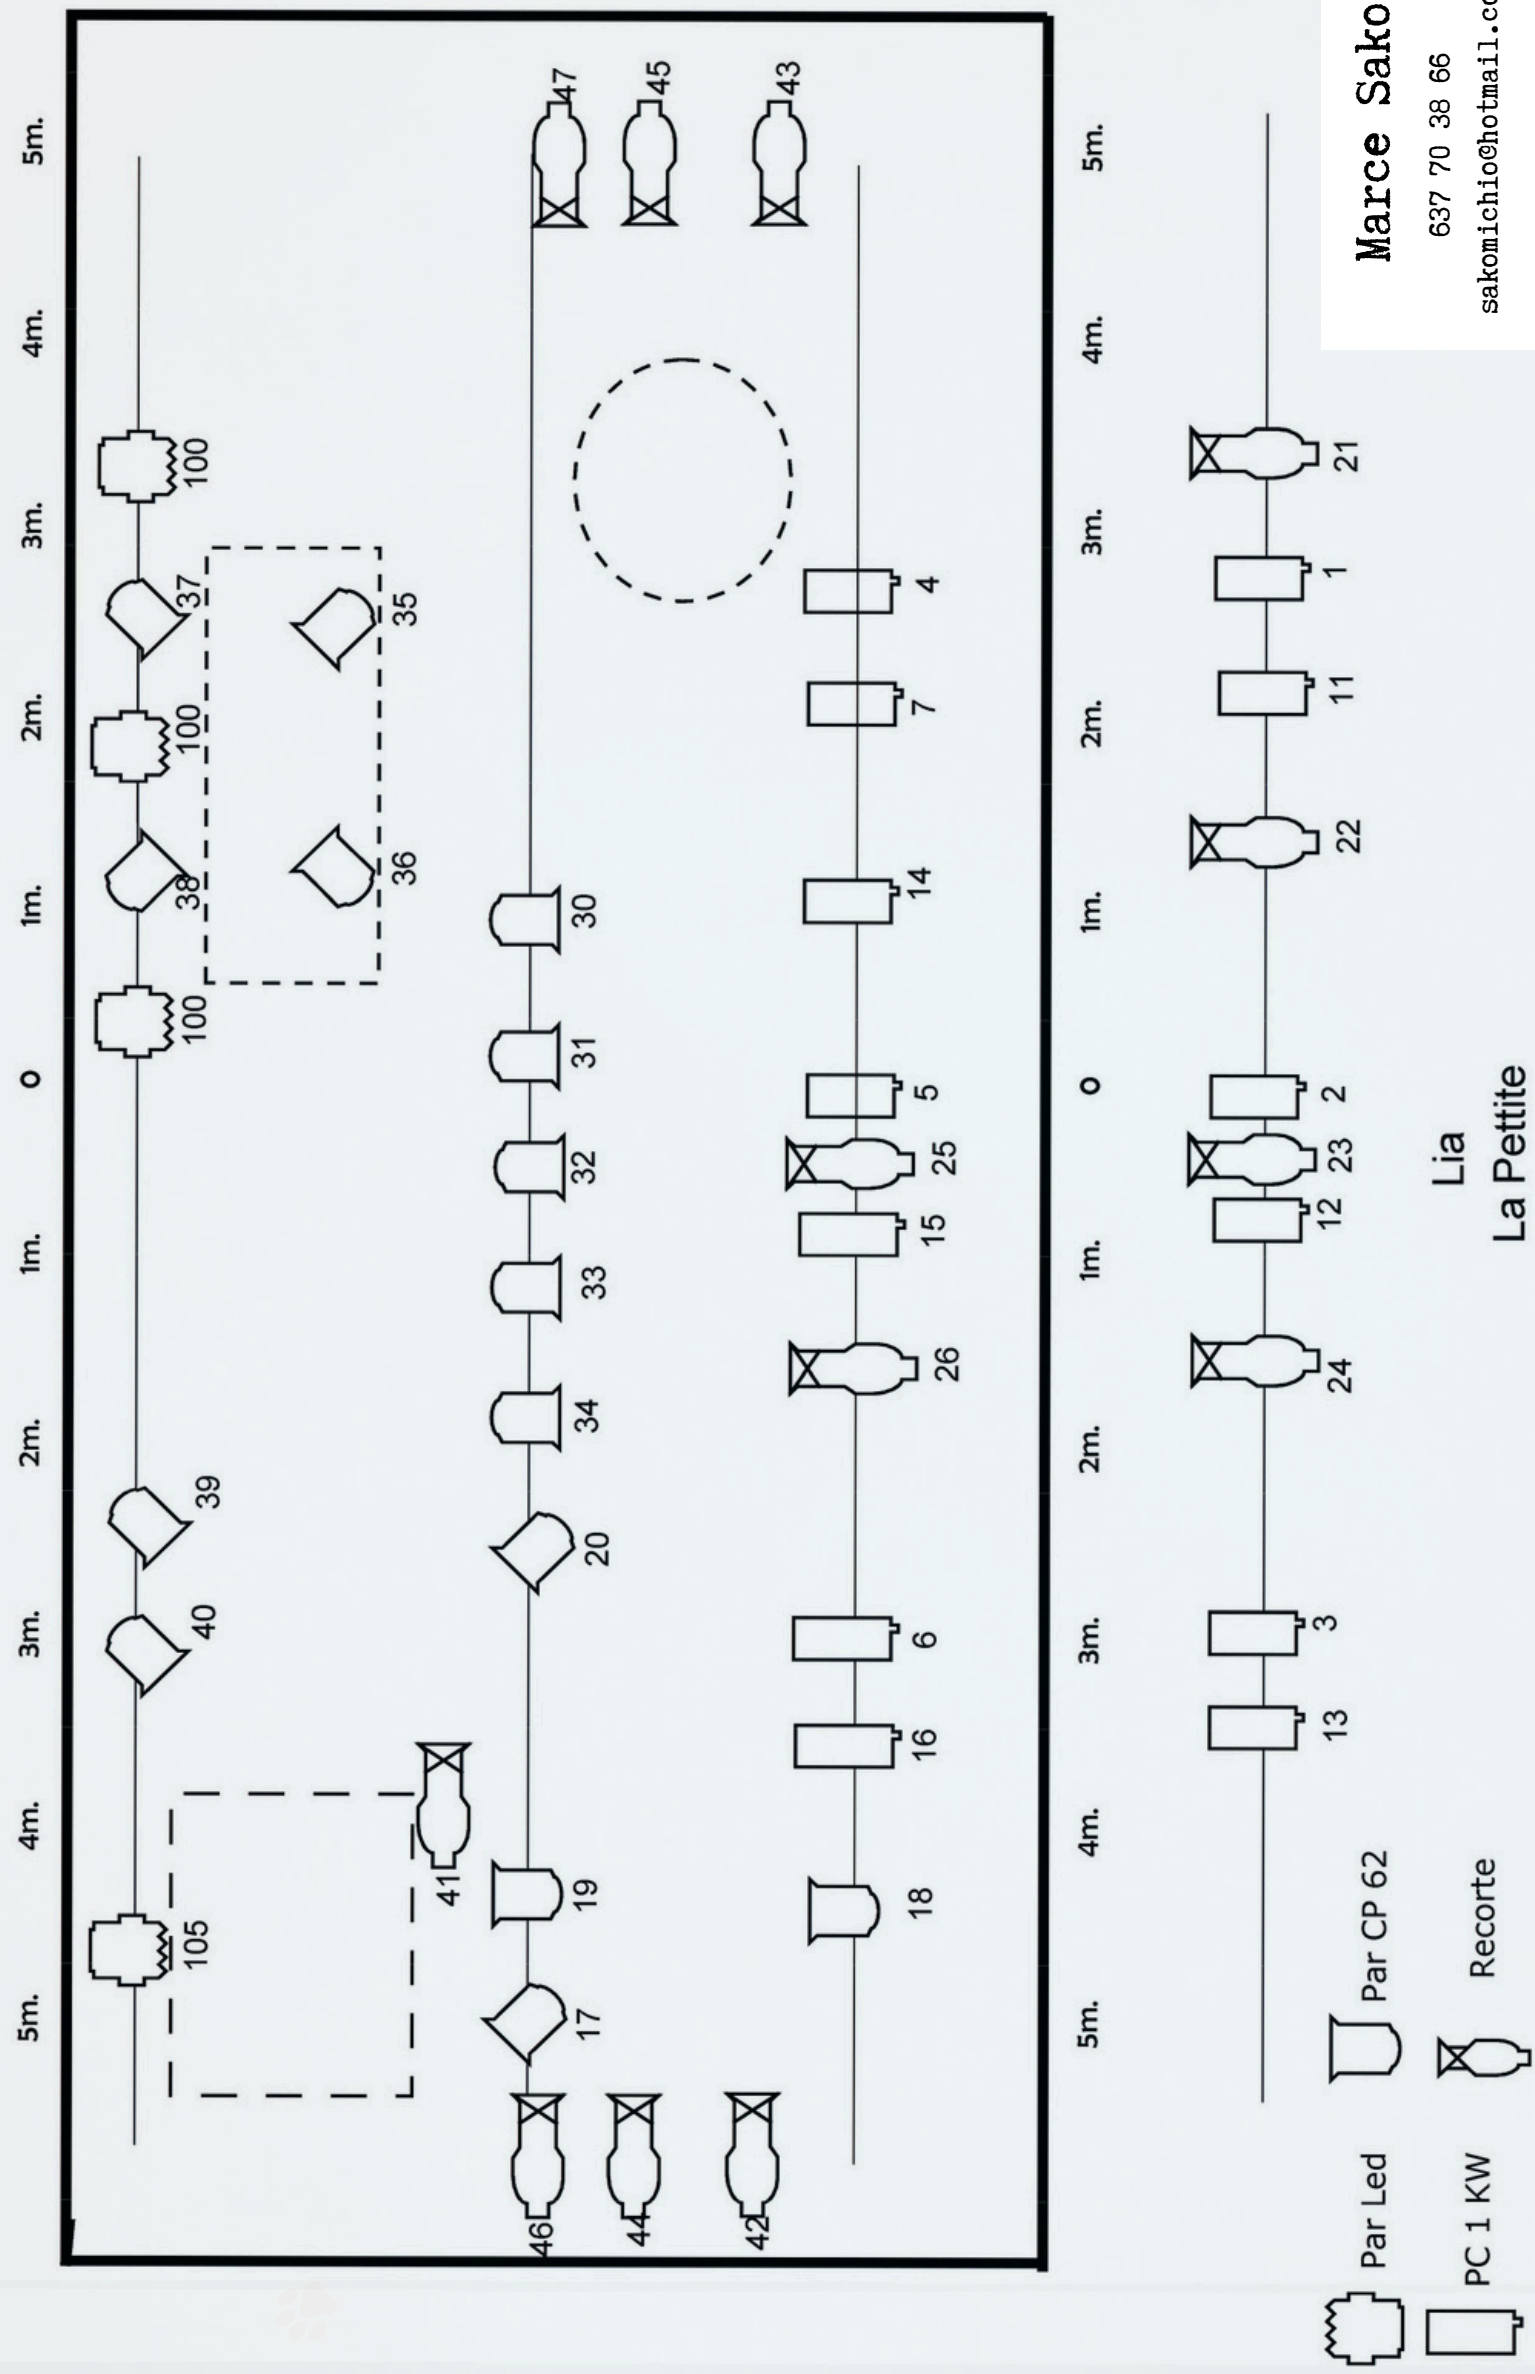 5m. 4m. 3m. 2m. 1m. o 1m. 2m. 3m. 4m. 5m.
105 40 39 100 38 100 37 100
36 35
41
46 17 19 20 34 33 32 31 30 47
44 45
42 43
18 16 6 26 15 25 5 14 7 4
5m. 4m. 3m. 2m. 1m. o 1m. 2m. 3m. 4m. 5m.
13 3 24 12 23 2 22 11 1 21
Par Led Par CP 62
PC 1 KW Recorte
Lia
La Pettite
Marce Sako
637 70 38 66
sakomichio@hotmail.co